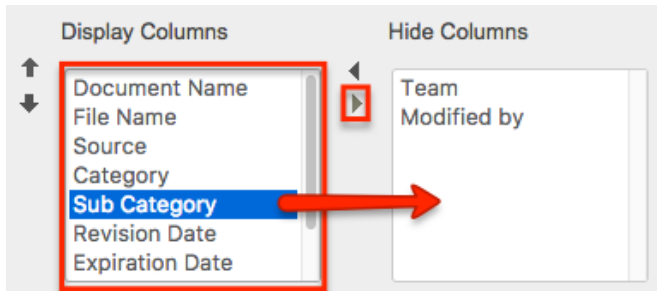 Display Columns
Hide Columns
Document Name
File Name
Source
Category
Sub Category
Revision Date
Expiration Date
Team
Modified by